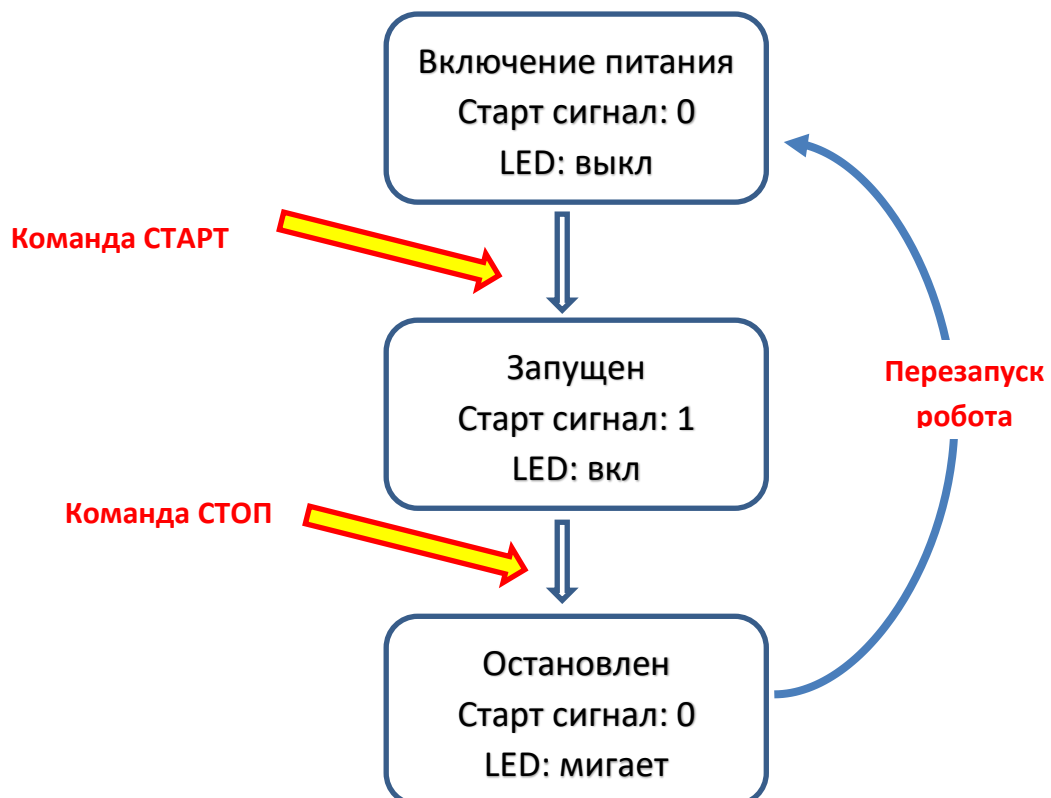 Включение питания
Старт сигнал: 0
LED: выкл
Команда СТАРТ
Запущен
Старт сигнал: 1
LED: вкл
Перезапуск
робота
Команда СТОП
Остановлен
Старт сигнал: 0
LED: мигает